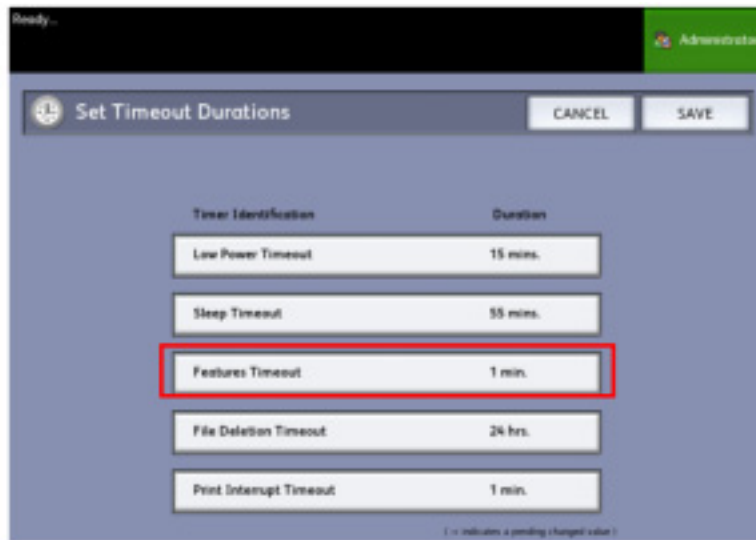 Ready...
Administrator
Set Timeout Durations
CANCEL
SAVE
Timer Identification Duration
Low Power Timeout 15 mins.
Sleep Timeout 55 mins.
Features Timeout 1 min.
File Deletion Timeout 24 hrs.
Print Interrupt Timeout 1 min.
indicates a pending changed value )